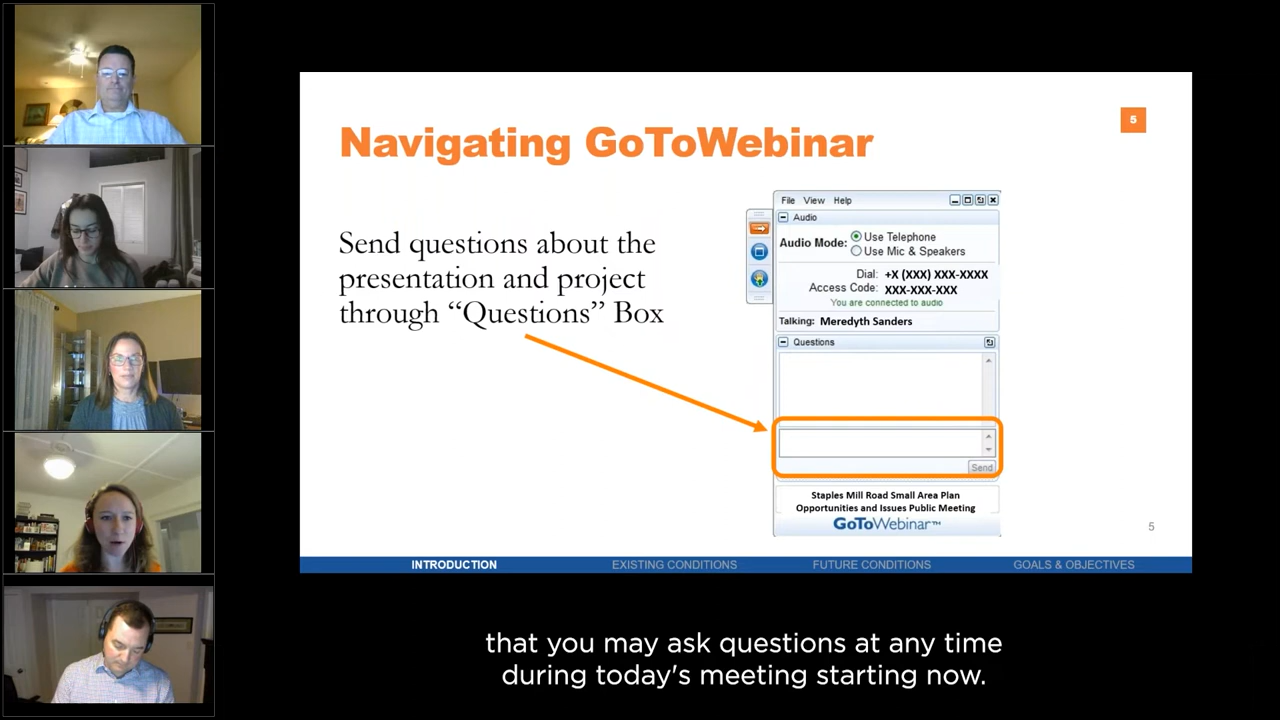 5
Navigating GoToWebinar
Send questions about the
presentation and project
through “Questions” Box
File View Help
Audio
Audio Mode: Use Telephone
Use Mic & Speakers
Dial: +X (XXX) XXX-XXXX
Access Code: XXX-XXX-XXX
You are connected to audio
Talking: Meredyth Sanders
Questions
Send
Staples Mill Road Small Area Plan
Opportunities and Issues Public Meeting
GoToWebinar™
5
INTRODUCTION EXISTING CONDITIONS FUTURE CONDITIONS GOALS & OBJECTIVES
that you may ask questions at any time
during today's meeting starting now.